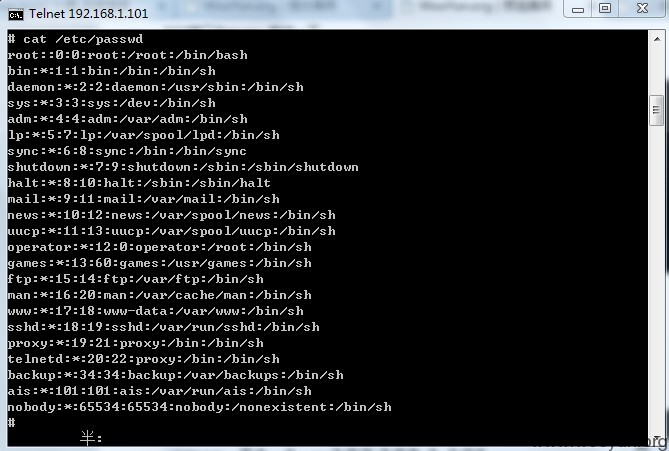 Telnet 192.168.1.101
# cat /etc/passwd
root::0:0:root:/root:/bin/bash
bin:*:1:1:bin:/bin:/bin/sh
daemon:*:2:2:daemon:/usr/sbin:/bin/sh
sys:*:3:3:sys:/dev:/bin/sh
adm:*:4:4:adm:/var/adm:/bin/sh
lp:*:5:7:lp:/var/spool/lpd:/bin/sh
sync:*:6:8:sync:/bin:/bin/sync
shutdown:*:7:9:shutdown:/sbin:/sbin/shutdown
halt:*:8:10:halt:/sbin:/sbin/halt
mail:*:9:11:mail:/var/mail:/bin/sh
news:*:10:12:news:/var/spool/news:/bin/sh
uucp:*:11:13:uucp:/var/spool/uucp:/bin/sh
operator:*:12:0:operator:/root:/bin/sh
games:*:13:60:games:/usr/games:/bin/sh
ftp:*:15:14:ftp:/var/ftp:/bin/sh
man:*:16:20:man:/var/cache/man:/bin/sh
www:*:17:18:www-data:/var/www:/bin/sh
sshd:*:18:19:sshd:/var/run/sshd:/bin/sh
proxy:*:19:21:proxy:/bin:/bin/sh
telnetd:*:20:22:proxy:/bin:/bin/sh
backup:*:34:34:backup:/var/backups:/bin/sh
ais:*:101:101:ais:/var/run/ais:/bin/sh
nobody:*:65534:65534:nobody:/nonexistent:/bin/sh
#
半: